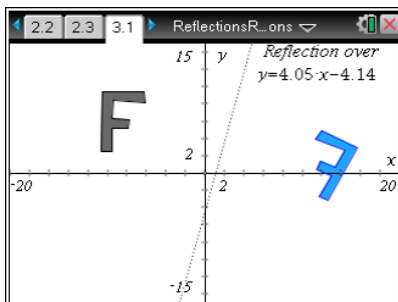 2.2 2.3 3.1 ReflectionsR...ons
15 y Reflection over
y=4.05·x−4.14
2 x
-20 2 20
-15